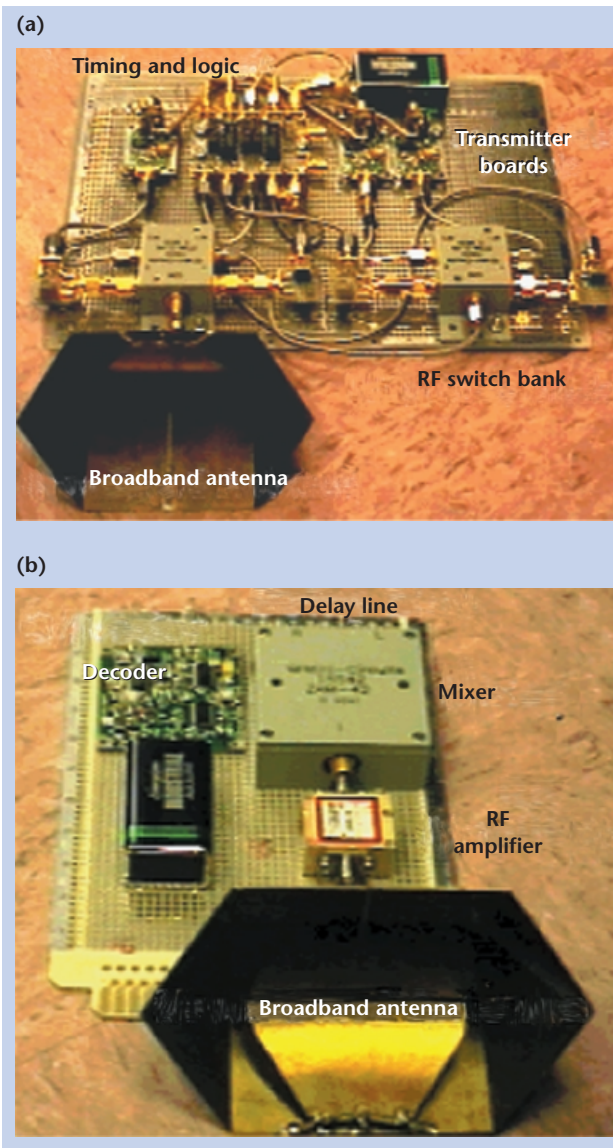 (a)
Timing and logic
Transmitter
boards
RF switch bank
Broadband antenna
(b)
Delay line
Decoder
Mixer
RF
amplifier
Broadband antenna